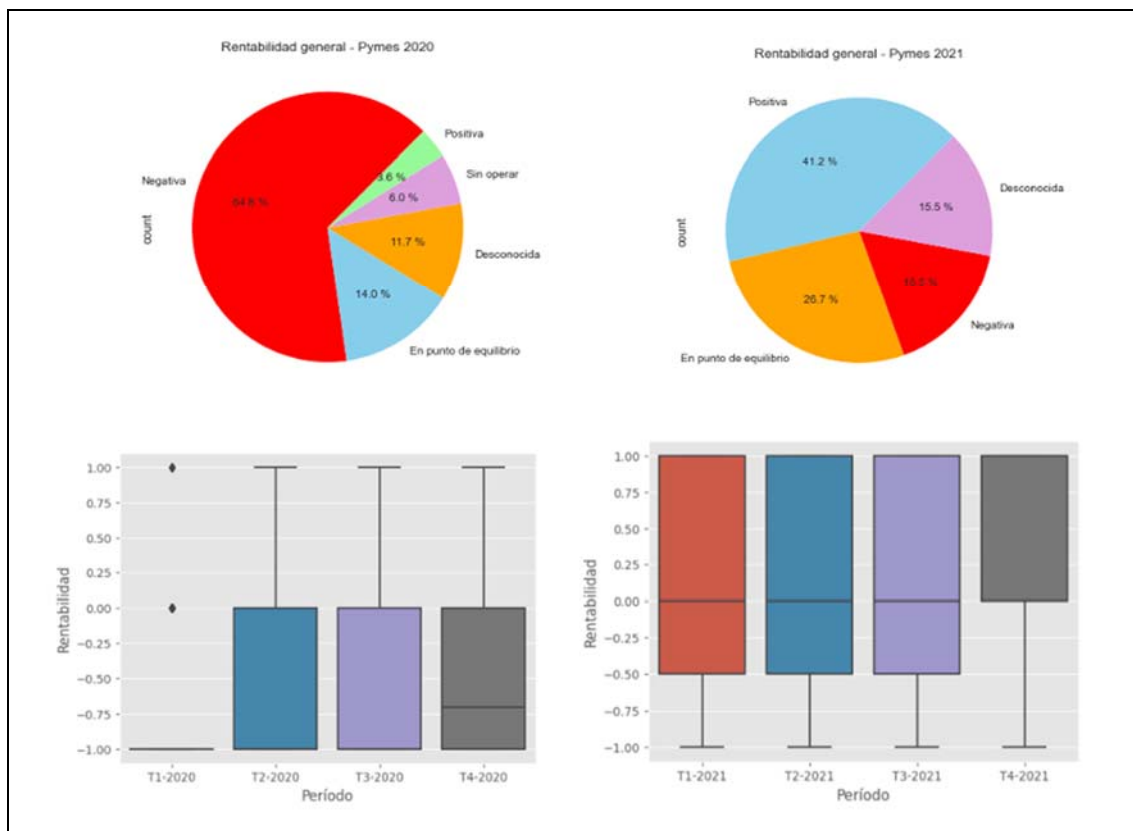 Rentabilidad general - Pymes 2020
Positiva
Sin operar
Negativa
3.6 %
6.0 %
64.6 %
11.7 %
Desconocida
14.0 %
En punto de equilibrio
count
Rentabilidad general - Pymes 2021
Positiva
41.2 %
Desconocida
15.5 %
26.7 %
Negativa
En punto de equilibrio
count
1.00
0.75
0.50
0.25
0.00
−0.25
−0.50
−0.75
−1.00
Rentabilidad
T1-2020 T2-2020 T3-2020 T4-2020
Período
1.00
0.75
0.50
0.25
0.00
−0.25
−0.50
−0.75
−1.00
Rentabilidad
T1-2021 T2-2021 T3-2021 T4-2021
Período